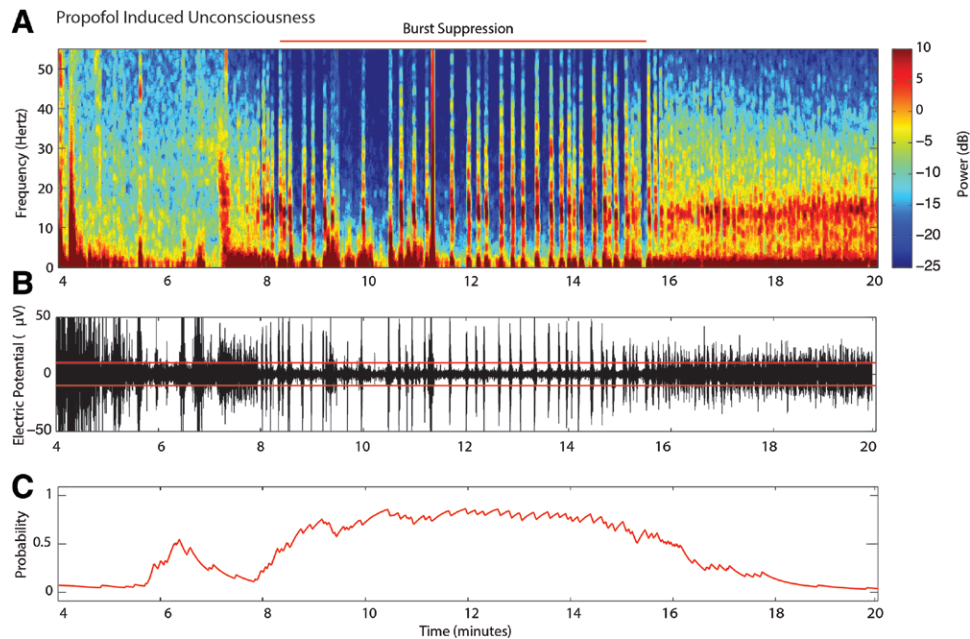 A
Propofol Induced Unconsciousness
Burst Suppression
Frequency (Hertz)
50
40
30
20
10
0
4 6 8 10 12 14 16 18 20
10
5
0
−5
−10
−15
−20
−25
Power (dB)
B
Electric Potential ( μV)
50
0
−50
4 6 8 10 12 14 16 18 20
C
Probability
1
0.5
0
4 6 8 10 12 14 16 18 20
Time (minutes)